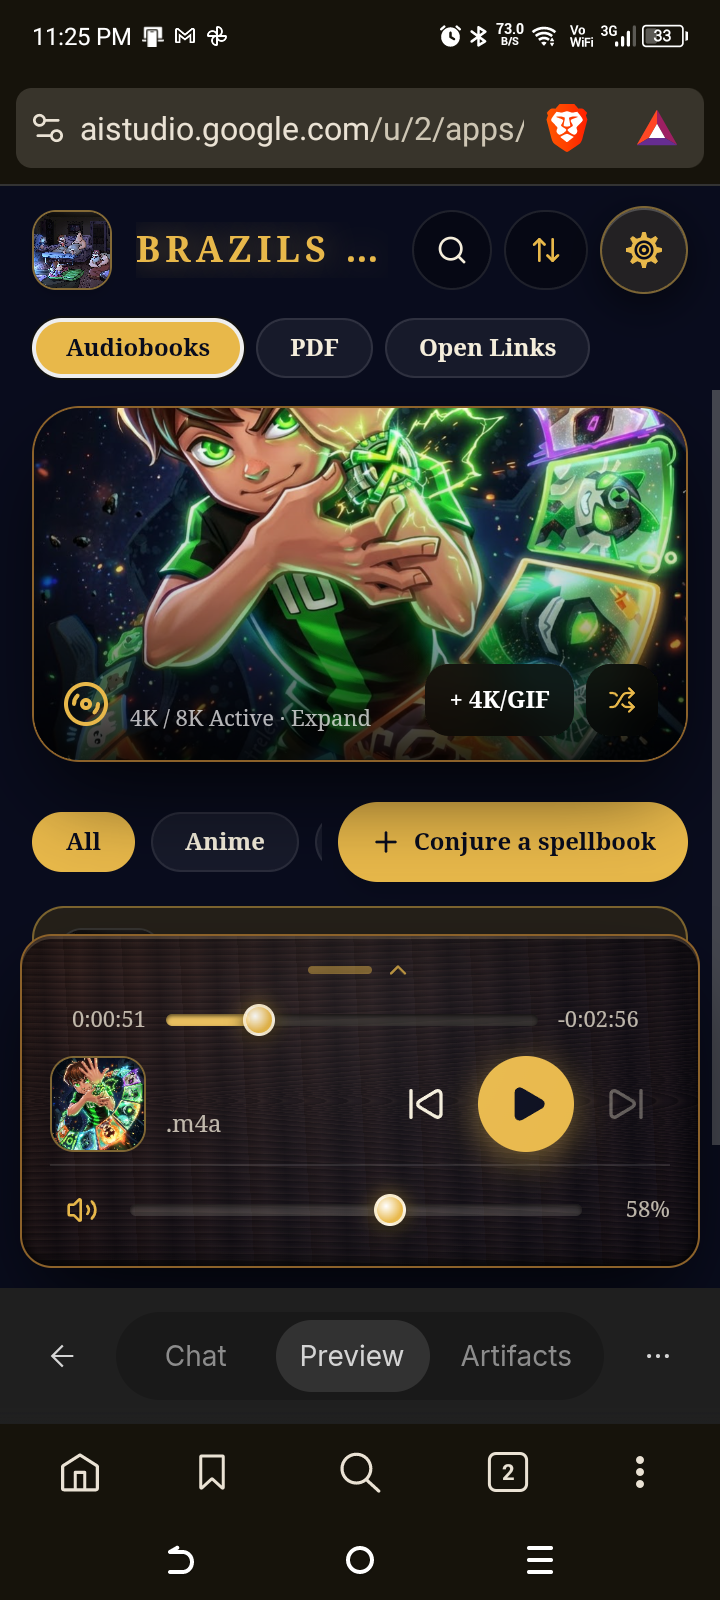 11:25 PM
73.0
B/S
Vo
WiFi
3G
33
aistudio.google.com/u/2/apps/
BRAZILS ...
Audiobooks
PDF
Open Links
10
4K / 8K Active · Expand
+ 4K/GIF
All
Anime
+ Conjure a spellbook
0:00:51
-0:02:56
.m4a
58%
Chat
Preview
Artifacts
2